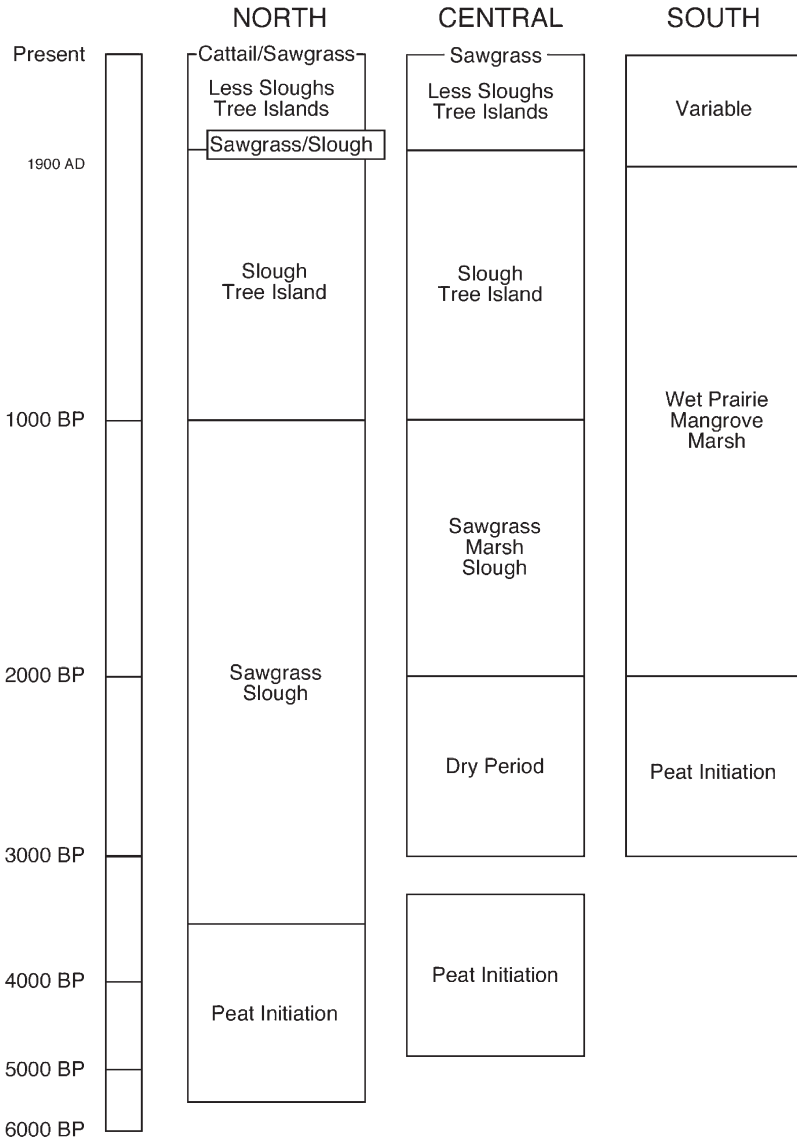 NORTH
CENTRAL
SOUTH
Present
Cattail/Sawgrass
Less Sloughs
Tree Islands
Sawgrass/Slough
Sawgrass
Less Sloughs
Tree Islands
Variable
1900 AD
Slough
Tree Island
Slough
Tree Island
Wet Prairie
Mangrove
Marsh
1000 BP
Sawgrass
Marsh
Slough
2000 BP
Sawgrass
Slough
Dry Period
Peat Initiation
3000 BP
4000 BP
Peat Initiation
Peat Initiation
5000 BP
6000 BP